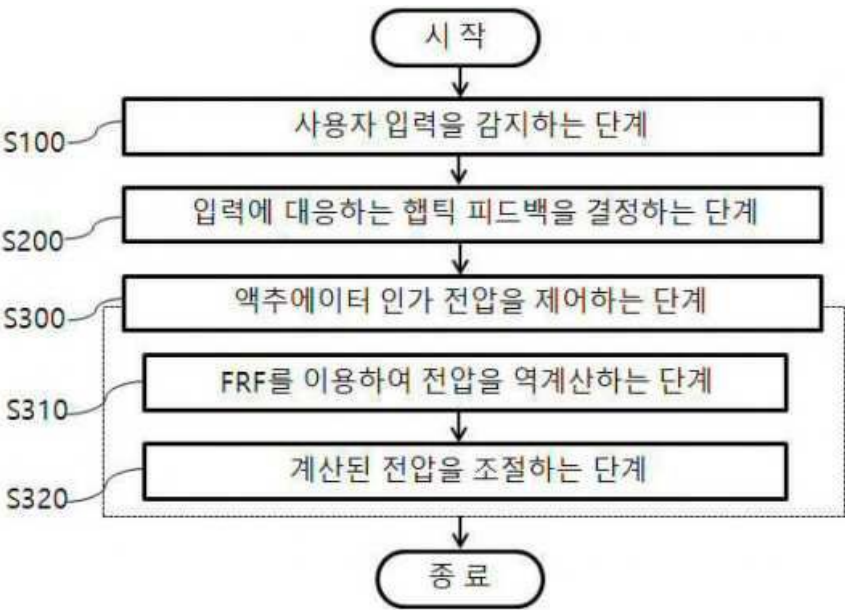 시 작
S100 사용자 입력을 감지하는 단계
S200 입력에 대응하는 햅틱 피드백을 결정하는 단계
S300 액추에이터 인가 전압을 제어하는 단계
S310 FRF를 이용하여 전압을 역계산하는 단계
S320 계산된 전압을 조절하는 단계
종 료